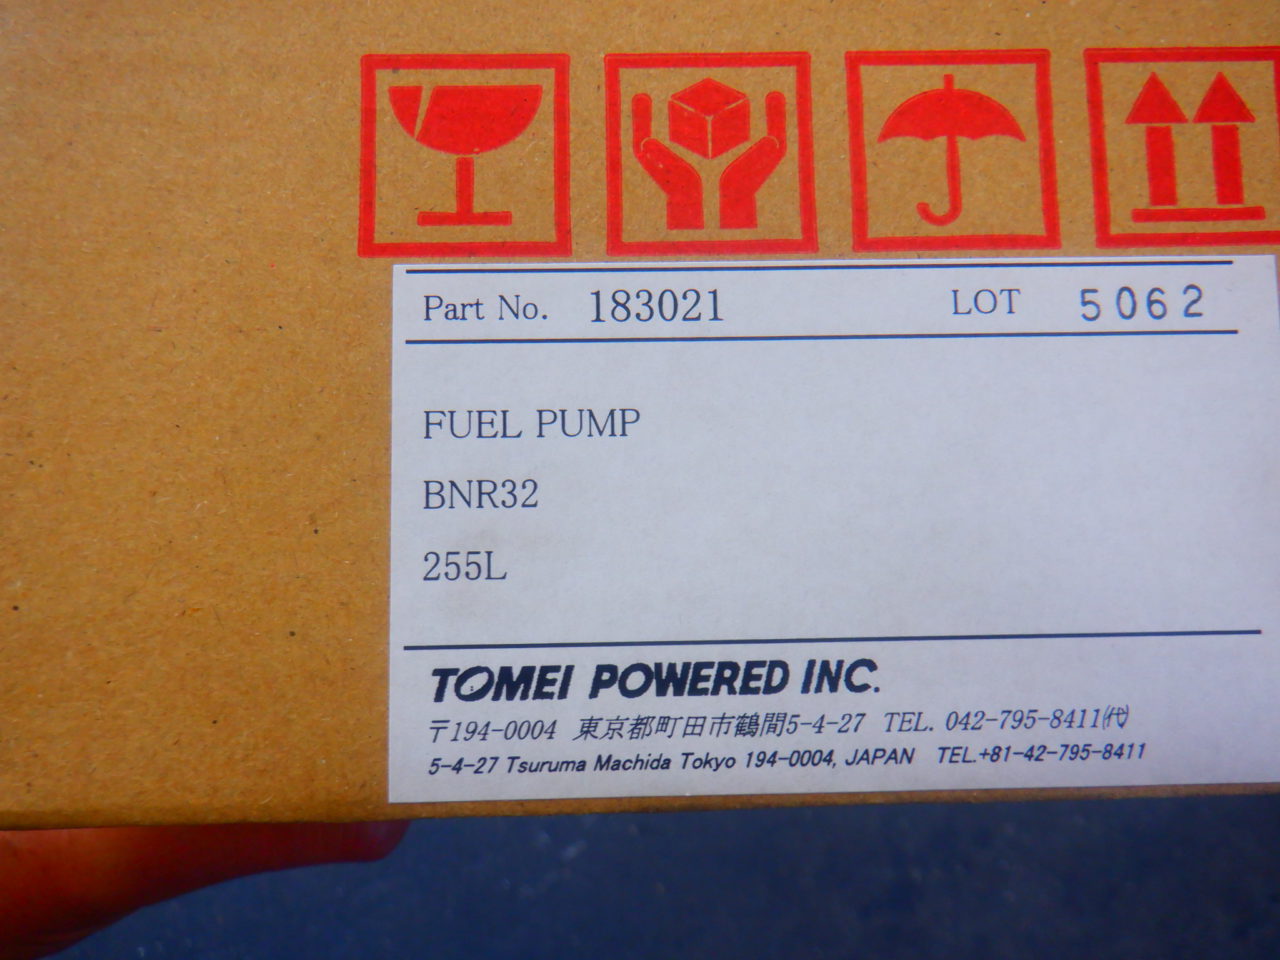 Part No. 183021 LOT 5062
FUEL PUMP
BNR32
255L
TOMEI POWERED INC.
〒194-0004 東京都町田市鶴間5-4-27 TEL. 042-795-8411㈹
5-4-27 Tsuruma Machida Tokyo 194-0004, JAPAN TEL.+81-42-795-8411